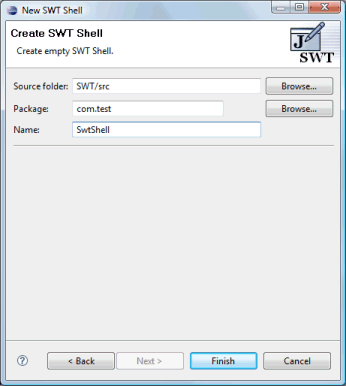 New SWT Shell
Create SWT Shell
Create empty SWT Shell.
J
SWT
Source folder: SWT/src Browse...
Package: com.test Browse...
Name: SwtShell
? < Back Next > Finish Cancel